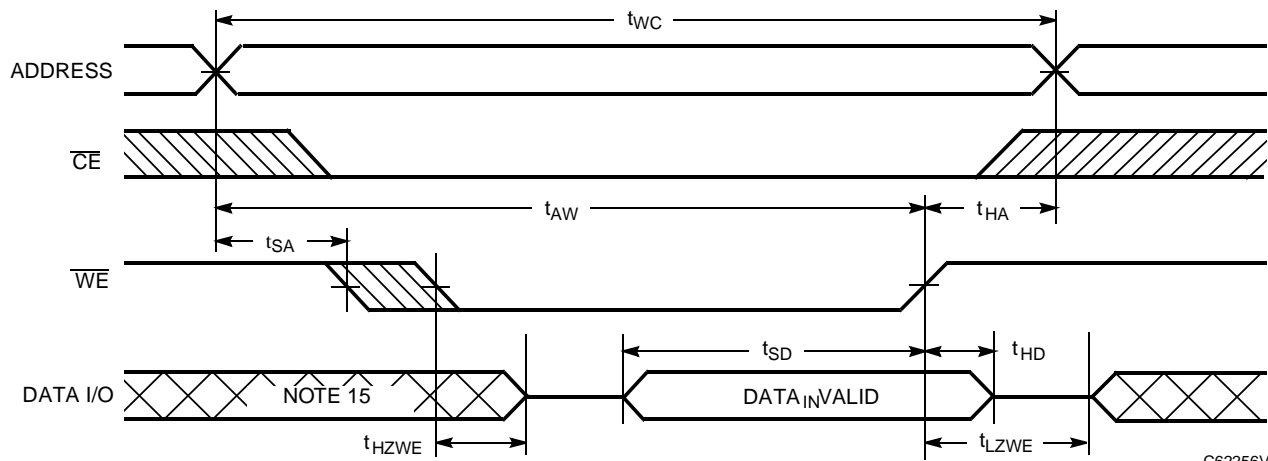 tWC
ADDRESS
CE
tAW
tHA
tSA
WE
tSD
tHD
DATA I/O
NOTE 15
DATAINVALID
tHZWE
tLZWE